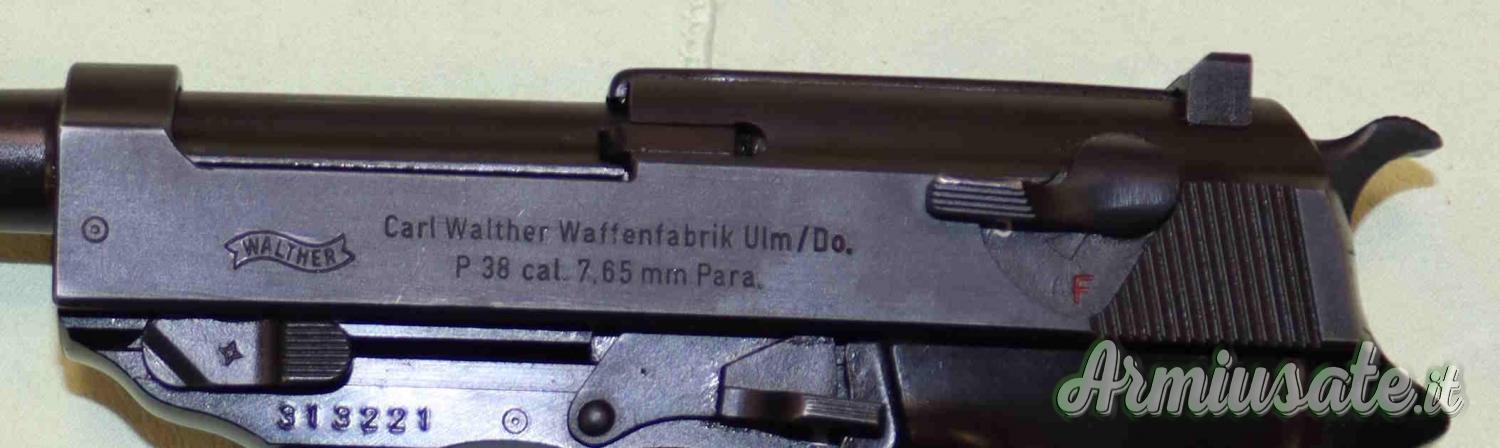 WALTHER
Carl Walther Waffenfabrik Ulm/Do.
P 38 cal. 7,65 mm Para.
S
F
313221
Armiusate.it